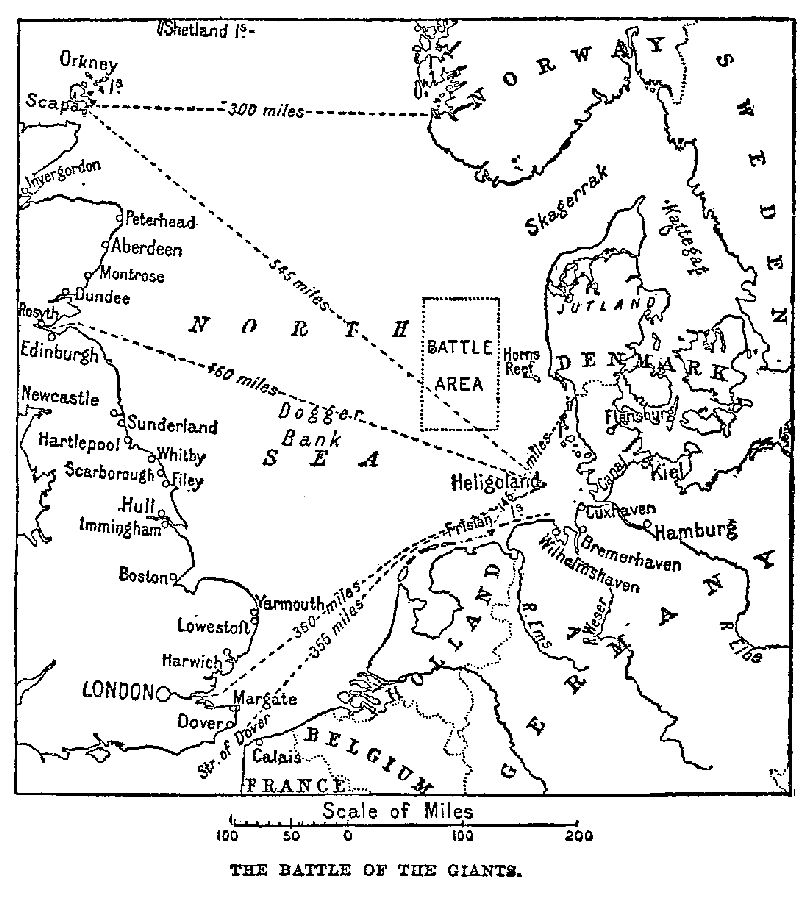 Shetland Is.
Orkney
Is
Scapa
300 miles
NORWAY
SWEDEN
Invergordon
Skagerrak
Kattegat
Peterhead
Aberdeen
Montrose
Dundee
Rosyth
Edinburgh
545 miles
JUTLAND
NORTH
SEA
BATTLE
AREA
Horns
Reef
DENMARK
460 miles
Dogger
Bank
Newcastle
Sunderland
Hartlepool
Whitby
Scarborough
Filey
Flensburg
Canal
Kiel
Heligoland
miles
Hull
Immingham
Frisian
Is
Cuxhaven
Hamburg
Bremerhaven
Wilhelmshaven
Boston
Yarmouth
Lowestoft
360 miles
355 miles
HOLLAND
R Ems
R Weser
R Elbe
GERMANY
Harwich
LONDON
Margate
Dover
Str. of Dover
Calais
BELGIUM
FRANCE
Scale of Miles
100 50 0 100 200
THE BATTLE OF THE GIANTS.